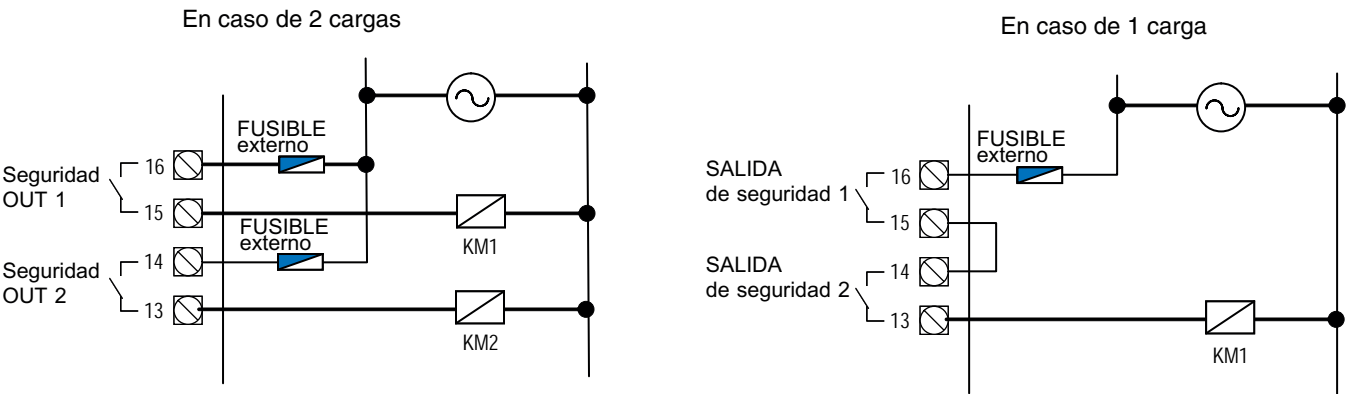 En caso de 2 cargas
FUSIBLE
externo
Seguridad
OUT 1
16
15
KM1
FUSIBLE
externo
Seguridad
OUT 2
14
13
KM2
En caso de 1 carga
FUSIBLE
externo
SALIDA
de seguridad 1
16
15
SALIDA
de seguridad 2
14
13
KM1